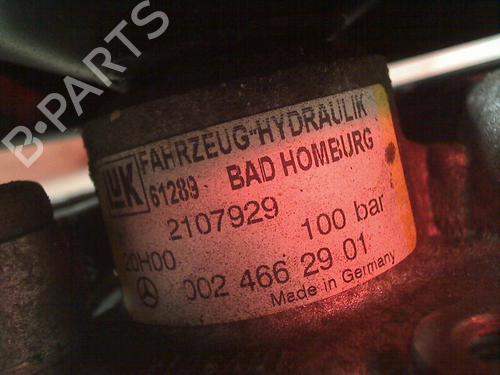 B-PARTS
LuK FAHRZEUG-HYDRAULIK
61289 BAD HOMBURG
2107929
20H00 100 bar
002 466 29 01
Made in Germany